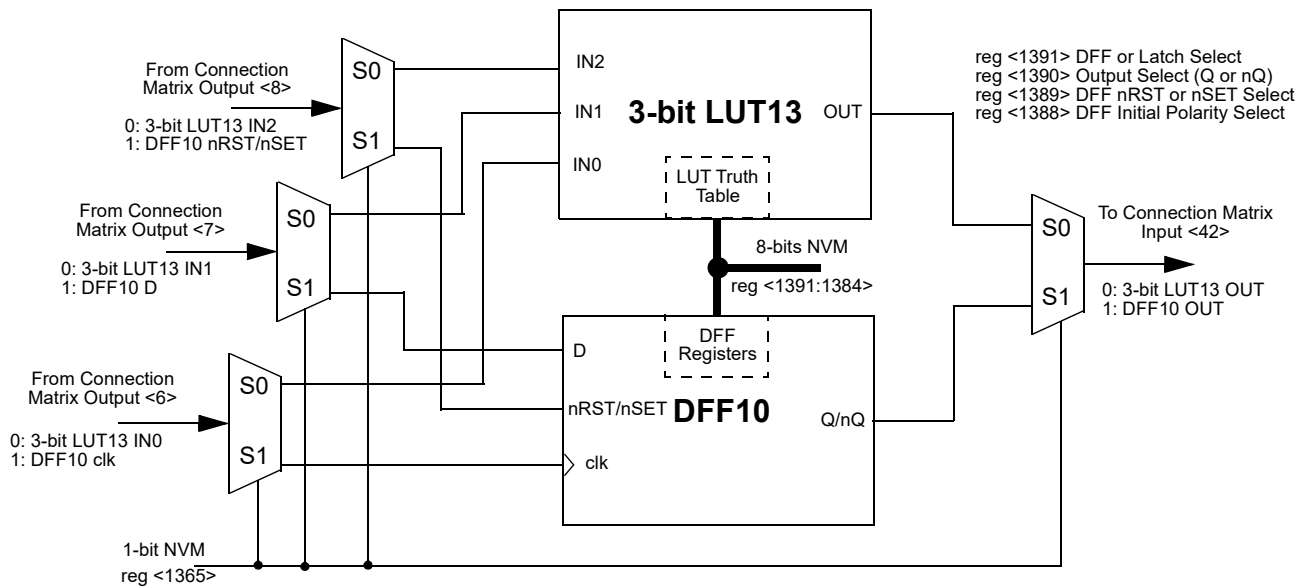 From Connection
Matrix Output <8>
0: 3-bit LUT13 IN2
1: DFF10 nRST/nSET
S0
S1
From Connection
Matrix Output <7>
0: 3-bit LUT13 IN1
1: DFF10 D
S0
S1
From Connection
Matrix Output <6>
0: 3-bit LUT13 IN0
1: DFF10 clk
S0
S1
1-bit NVM
reg <1365>
IN2
IN1
IN0
3-bit LUT13
OUT
LUT Truth
Table
8-bits NVM
reg <1391:1384>
DFF
Registers
D
nRST/nSET
clk
DFF10
Q/nQ
reg <1391> DFF or Latch Select
reg <1390> Output Select (Q or nQ)
reg <1389> DFF nRST or nSET Select
reg <1388> DFF Initial Polarity Select
S0
S1
To Connection Matrix
Input <42>
0: 3-bit LUT13 OUT
1: DFF10 OUT